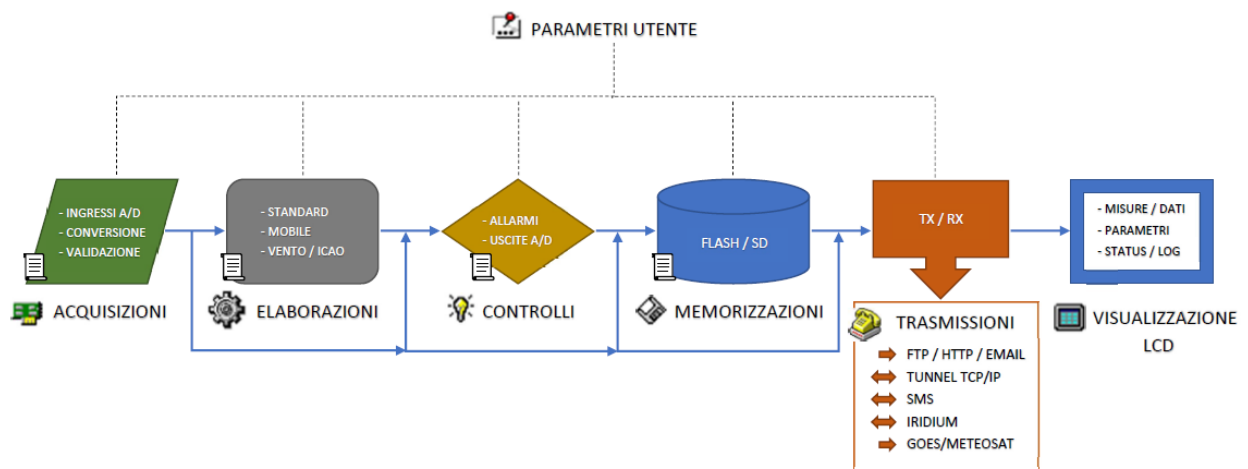 PARAMETRI UTENTE
- INGRESSI A/D
- CONVERSIONE
- VALIDAZIONE
ACQUISIZIONI
- STANDARD
- MOBILE
- VENTO / ICAO
ELABORAZIONI
- ALLARMI
- USCITE A/D
CONTROLLI
FLASH / SD
MEMORIZZAZIONI
TX / RX
TRASMISSIONI
FTP / HTTP / EMAIL
TUNNEL TCP/IP
SMS
IRIDIUM
GOES/METEOSAT
- MISURE / DATI
- PARAMETRI
- STATUS / LOG
VISUALIZZAZIONE
LCD